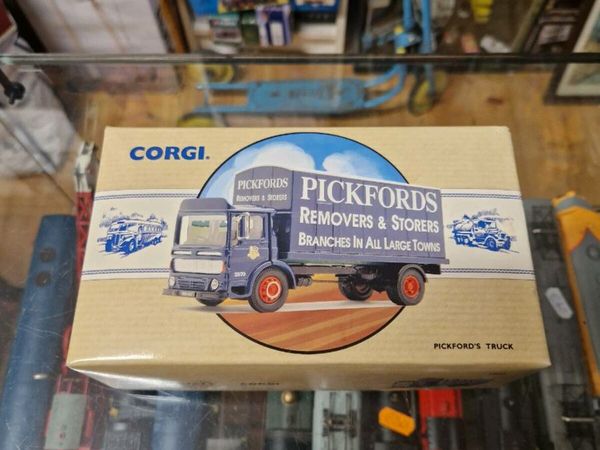 CORGI.
PICKFORDS
REMOVERS & STORERS
PICKFORDS
REMOVERS & STORERS
BRANCHES IN ALL LARGE TOWNS
PICKFORD'S TRUCK